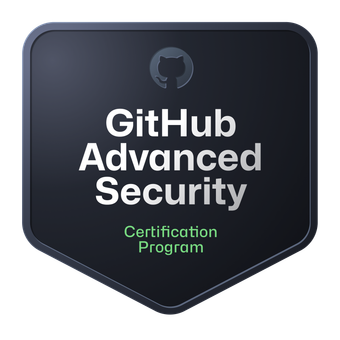 GitHub
Advanced
Security
Certification
Program